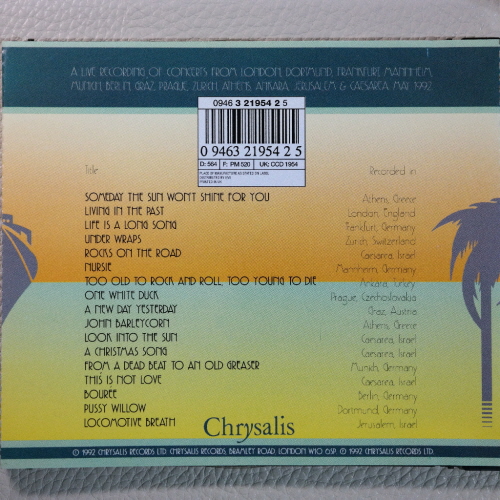 A LIVE RECORDING OF CONCERTS FROM LONDON, DORTMUND, FRANKFURT, MANNHEIM,
MUNICH, BERLIN, GRAZ, PRAGUE, ZURICH, ATHENS, ANKARA, JERUSALEM & CAESAREA, MAY 1992
0946 3 21954 2 5
0 09463 21954 2 5
D: 564 F: PM 520 UK: CCD 1954
Title Recorded in
SOMEDAY THE SUN WON'T SHINE FOR YOU Athens, Greece
LIVING IN THE PAST London, England
LIFE IS A LONG SONG Frankfurt, Germany
UNDER WRAPS Zurich, Switzerland
ROCKS ON THE ROAD Caesarea, Israel
NURSIE Mannheim, Germany
TOO OLD TO ROCK AND ROLL, TOO YOUNG TO DIE Ankara, Turkey
ONE WHITE DUCK Prague, Czechoslovakia
A NEW DAY YESTERDAY Graz, Austria
JOHN BARLEYCORN Athens, Greece
LOOK INTO THE SUN Caesarea, Israel
A CHRISTMAS SONG Caesarea, Israel
FROM A DEAD BEAT TO AN OLD GREASER Munich, Germany
THIS IS NOT LOVE Caesarea, Israel
BOURÉE Berlin, Germany
PUSSY WILLOW Dortmund, Germany
LOCOMOTIVE BREATH Jerusalem, Israel
Chrysalis
© 1992 CHRYSALIS RECORDS LTD. CHRYSALIS RECORDS, BRAMLEY ROAD, LONDON W10 6SP. ℗ 1992 CHRYSALIS RECORDS LTD.